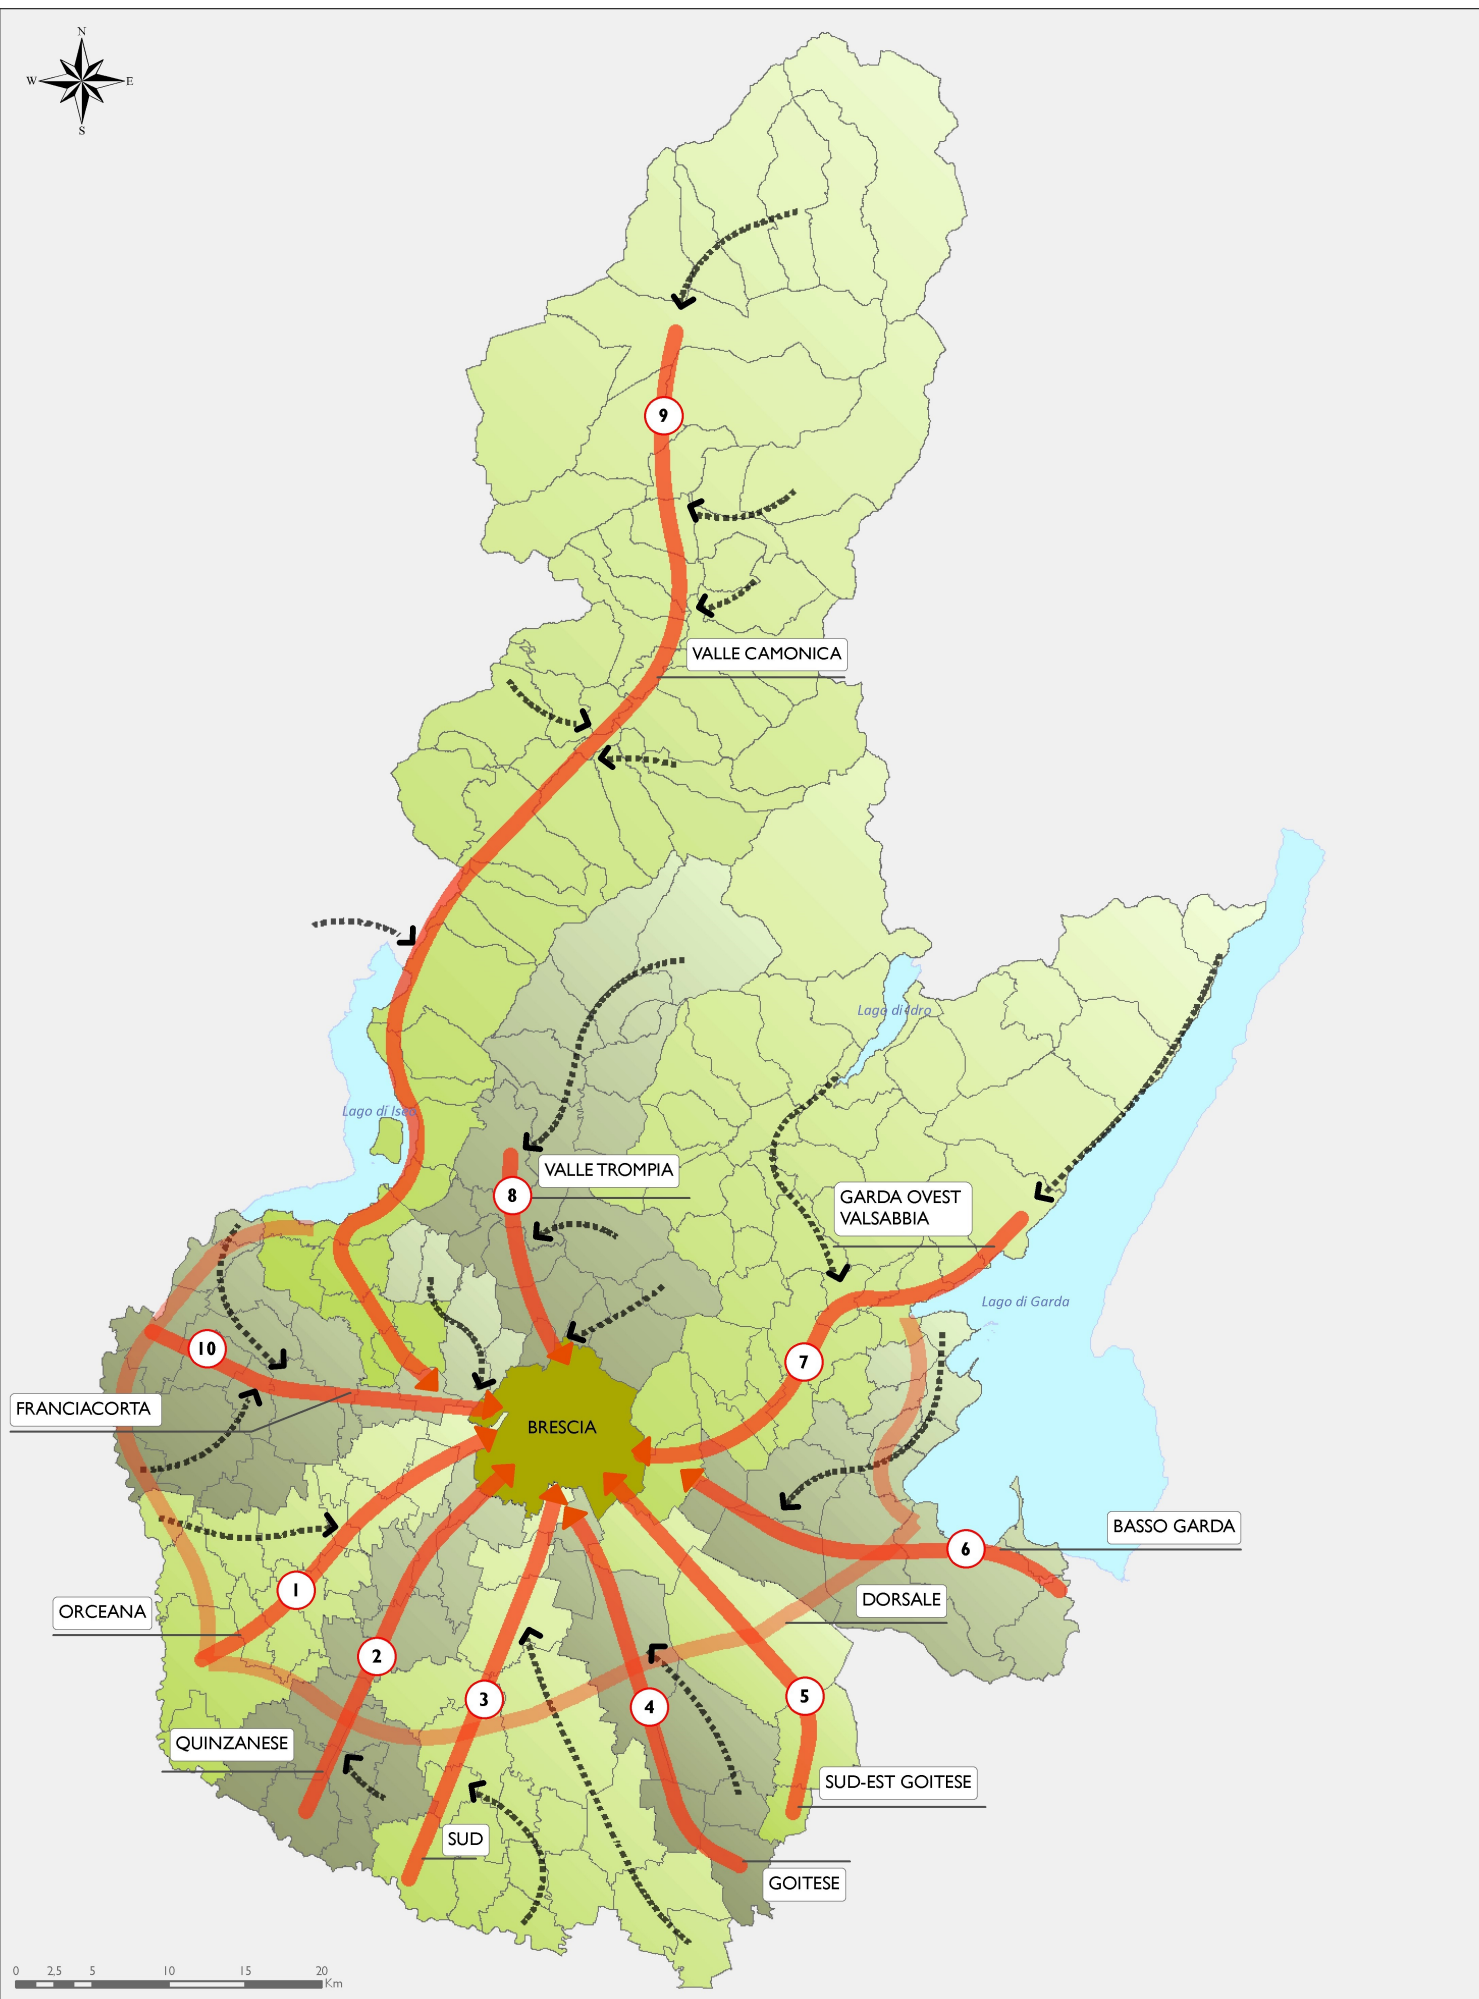 N
W E
S
9
VALLE CAMONICA
Lago di Idro
Lago di Iseo
VALLE TROMPIA
8
GARDA OVEST
VALSABBIA
Lago di Garda
10
7
FRANCIACORTA
BRESCIA
BASSO GARDA
6
1
DORSALE
ORCEANA
2
3
4
5
QUINZANESE
SUD-EST GOITESE
SUD
GOITESE
0 2,5 5 10 15 20
Km